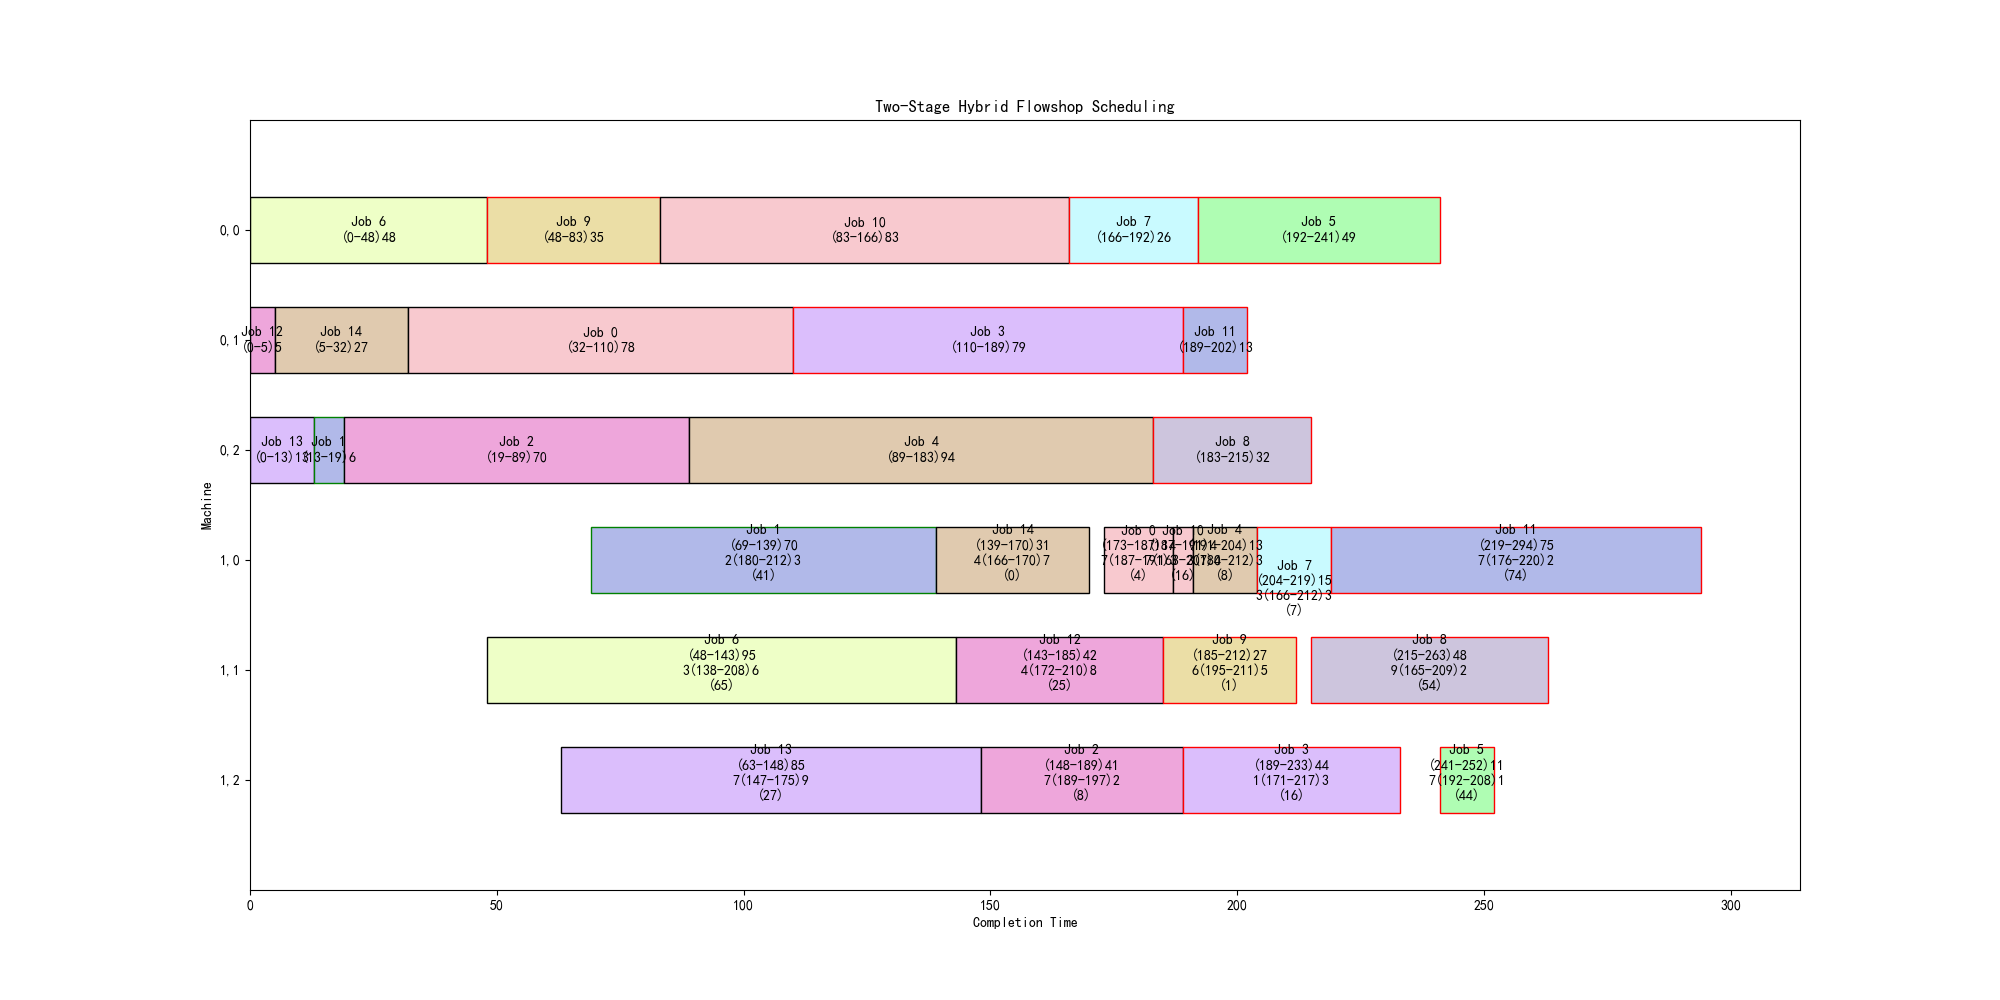 Two-Stage Hybrid Flowshop Scheduling
Job 6
(0-48)48
Job 9
(48-83)35
Job 10
(83-166)83
Job 7
(166-192)26
Job 5
(192-241)49
0,0
Job 12
(0-5)5
Job 14
(5-32)27
Job 0
(32-110)78
Job 3
(110-189)79
Job 11
(189-202)13
0,1
Job 13
(0-13)13
Job 1
(13-19)6
Job 2
(19-89)70
Job 4
(89-183)94
Job 8
(183-215)32
0,2
Machine
Job 1
(69-139)70
2(180-212)3
(41)
Job 14
(139-170)31
4(166-170)7
(0)
Job 0
(173-187)14
7(187-191)3
(4)
Job 10
(187-191)4
(16)
Job 4
(191-204)13
(8)
Job 7
(204-219)15
3(166-212)3
(7)
Job 11
(219-294)75
7(176-220)2
(74)
1,0
Job 6
(48-143)95
3(138-208)6
(65)
Job 12
(143-185)42
4(172-210)8
(25)
Job 9
(185-212)27
6(195-211)5
(1)
Job 8
(215-263)48
9(165-209)2
(54)
1,1
Job 13
(63-148)85
7(147-175)9
(27)
Job 2
(148-189)41
7(189-197)2
(8)
Job 3
(189-233)44
1(171-217)3
(16)
Job 5
(241-252)11
7(192-208)1
(44)
1,2
0 50 100 150 200 250 300
Completion Time